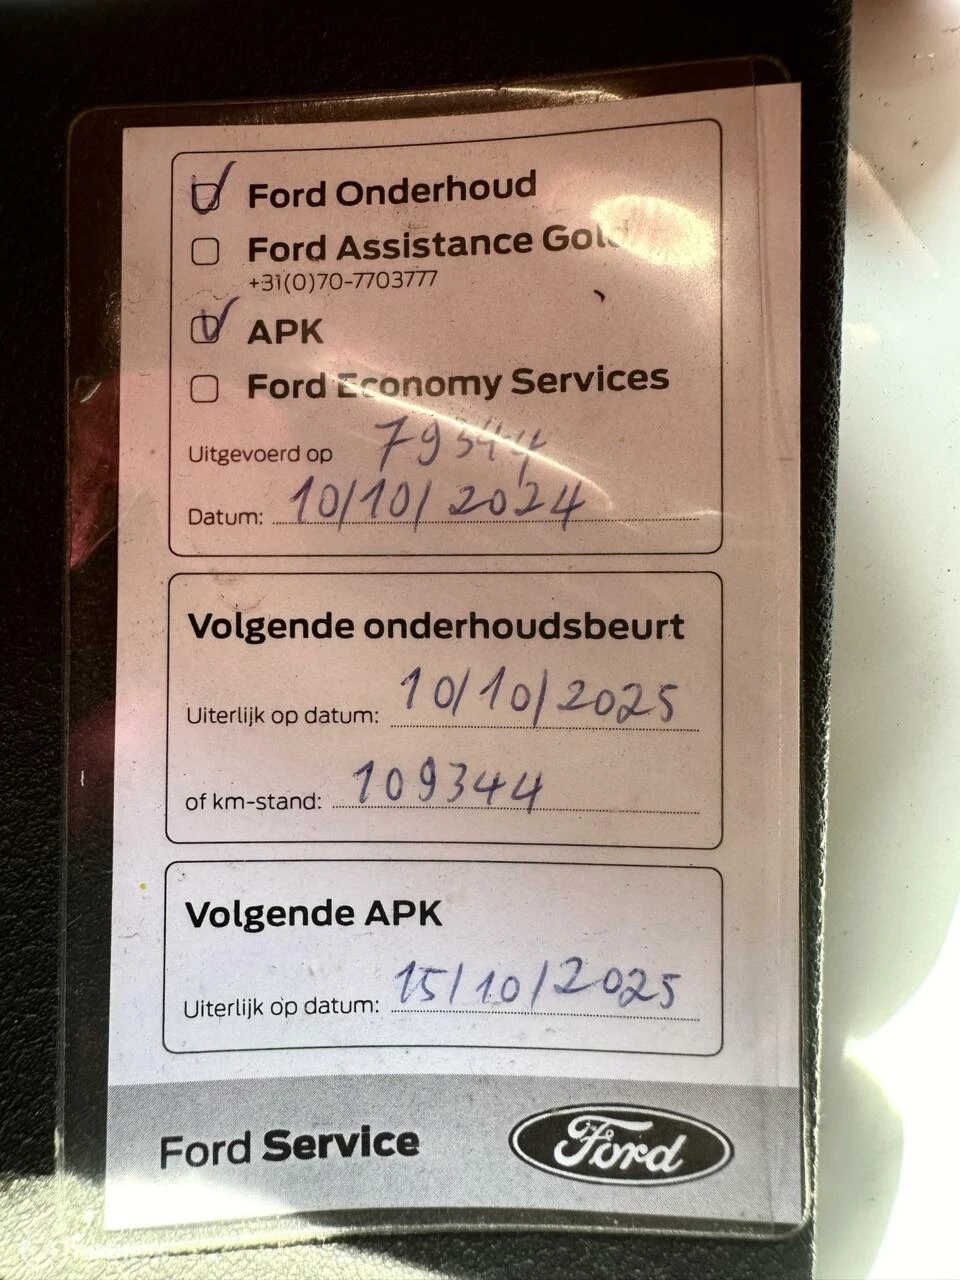 Ford Onderhoud
Ford Assistance Gold
+31(0)70-7703777
APK
Ford Economy Services
Uitgevoerd op 79344
Datum: 10/10/2024
Volgende onderhoudsbeurt
Uiterlijk op datum: 10/10/2025
of km-stand: 109344
Volgende APK
Uiterlijk op datum: 15/10/2025
Ford Service
Ford